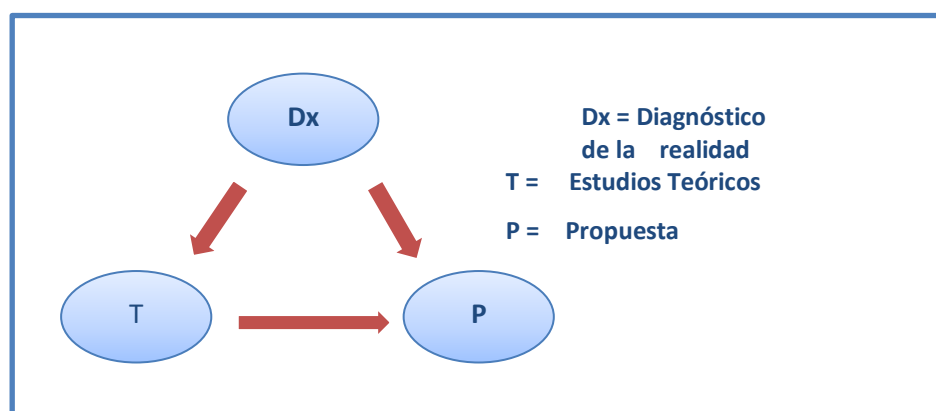 Dx
Dx = Diagnóstico
de la realidad
T = Estudios Teóricos
P = Propuesta
T
P